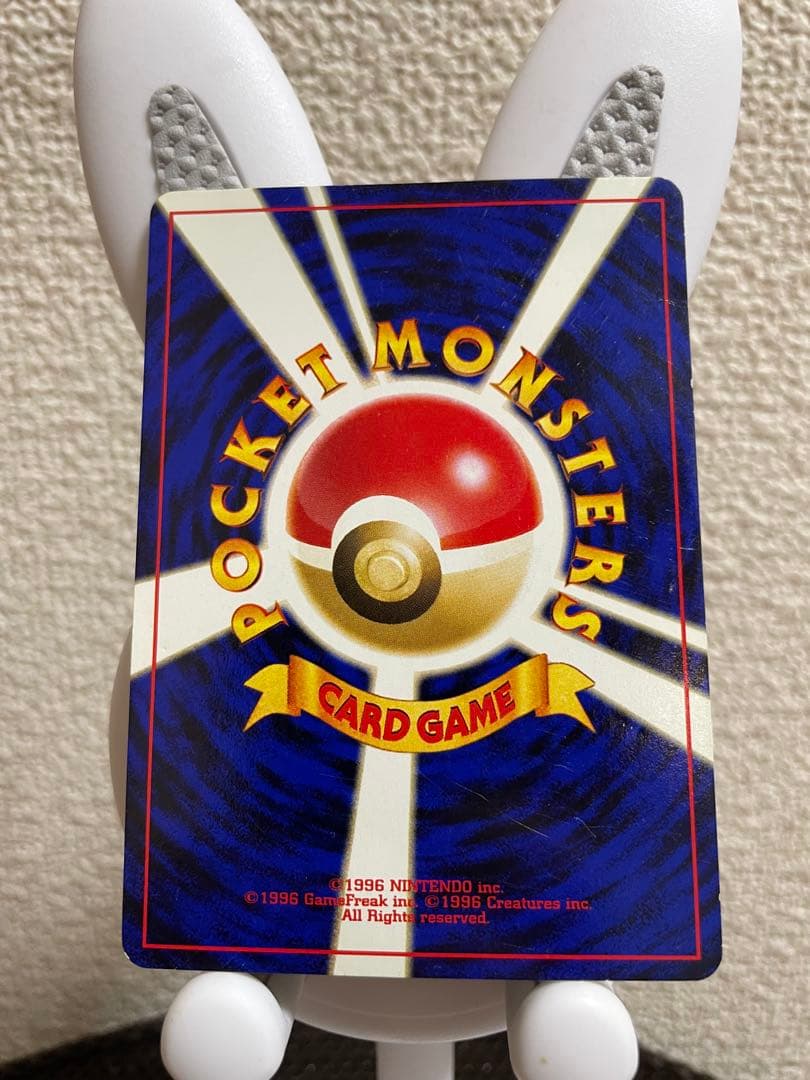 POCKET MONSTERS
CARD GAME
©1996 NINTENDO inc.
©1996 GameFreak inc. ©1996 Creatures inc.
All Rights reserved.